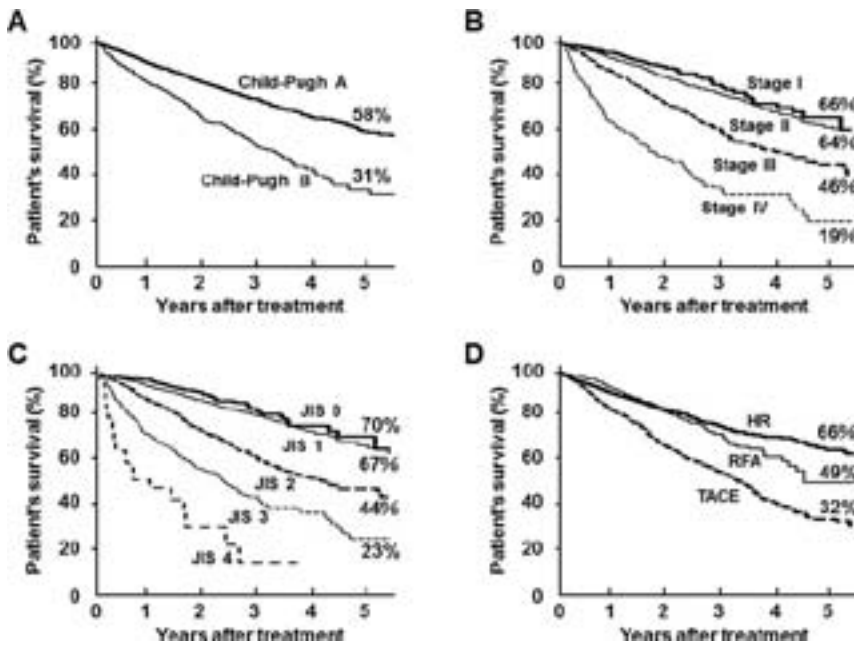 A
Patient's survival (%)
100
80
60
40
20
0
Child-Pugh A
58%
Child-Pugh B
31%
0 1 2 3 4 5
Years after treatment
B
Patient's survival (%)
100
80
60
40
20
0
Stage I
66%
Stage II
64%
Stage III
46%
Stage IV
19%
0 1 2 3 4 5
Years after treatment
C
Patient's survival (%)
100
80
60
40
20
JIS 0
70%
JIS 1
67%
JIS 2
44%
JIS 3
23%
JIS 4
0 1 2 3 4 5
Years after treatment
D
Patient's survival (%)
100
80
60
40
20
HR
66%
RFA
49%
TACE
32%
0 1 2 3 4 5
Years after treatment